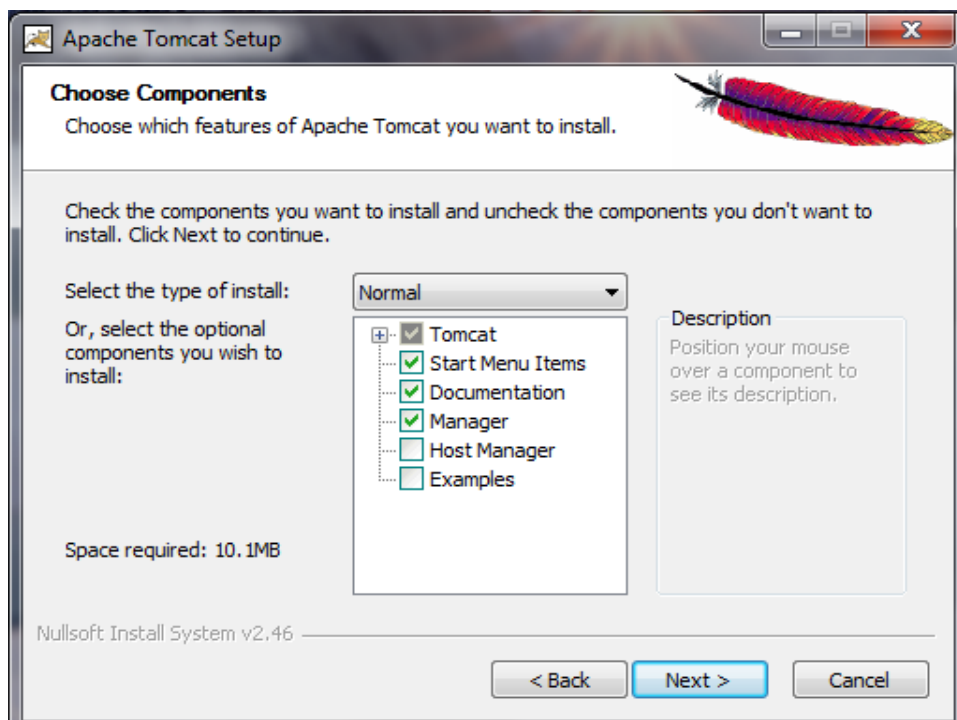 Apache Tomcat Setup
Choose Components
Choose which features of Apache Tomcat you want to install.
Check the components you want to install and uncheck the components you don't want to
install. Click Next to continue.
Select the type of install:
Normal
Or, select the optional
components you wish to
install:
Tomcat
Start Menu Items
Documentation
Manager
Host Manager
Examples
Description
Position your mouse
over a component to
see its description.
Space required: 10.1MB
Nullsoft Install System v2.46
< Back
Next >
Cancel